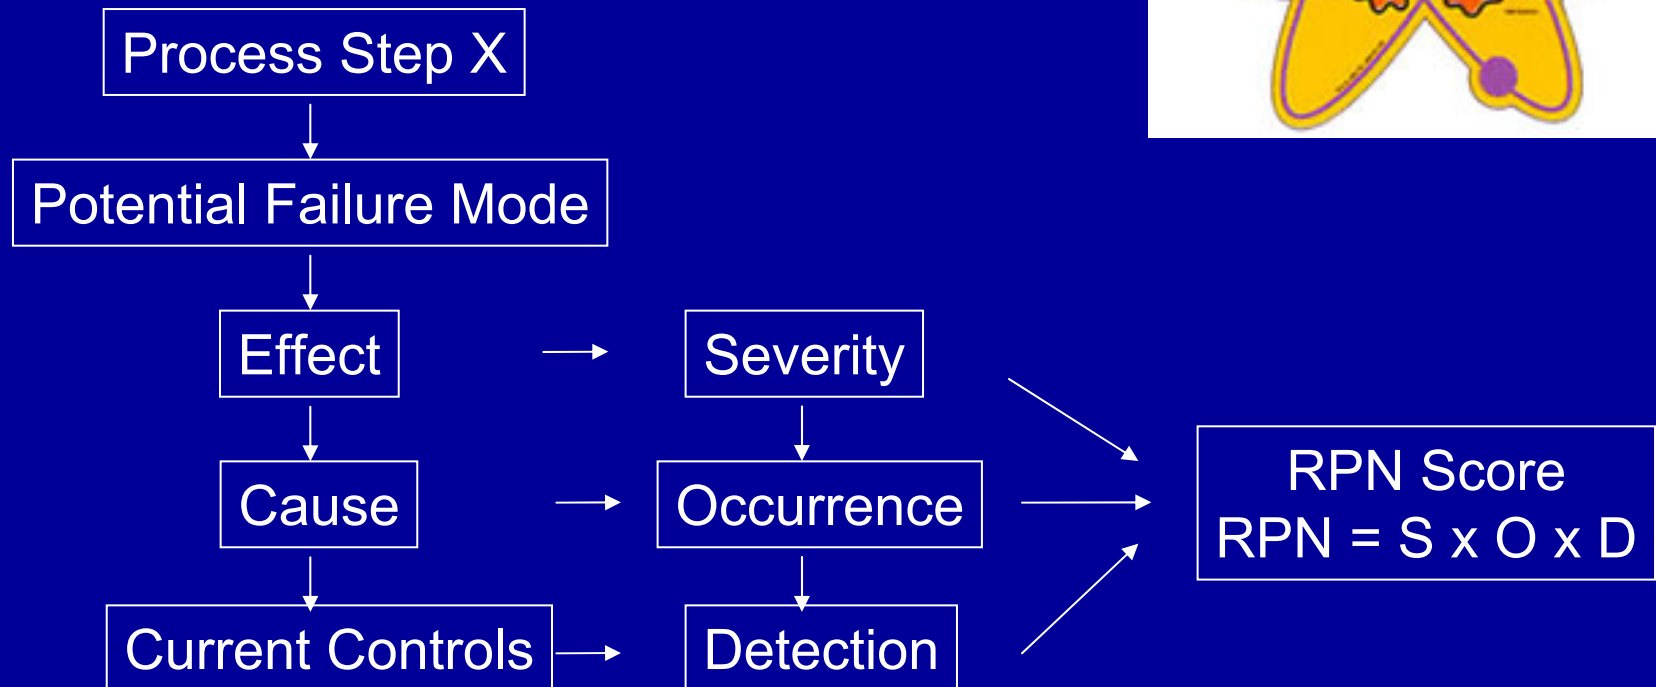 Process Step X
Potential Failure Mode
Effect
Severity
Cause
Occurrence
RPN Score
RPN = S x O x D
Current Controls
Detection